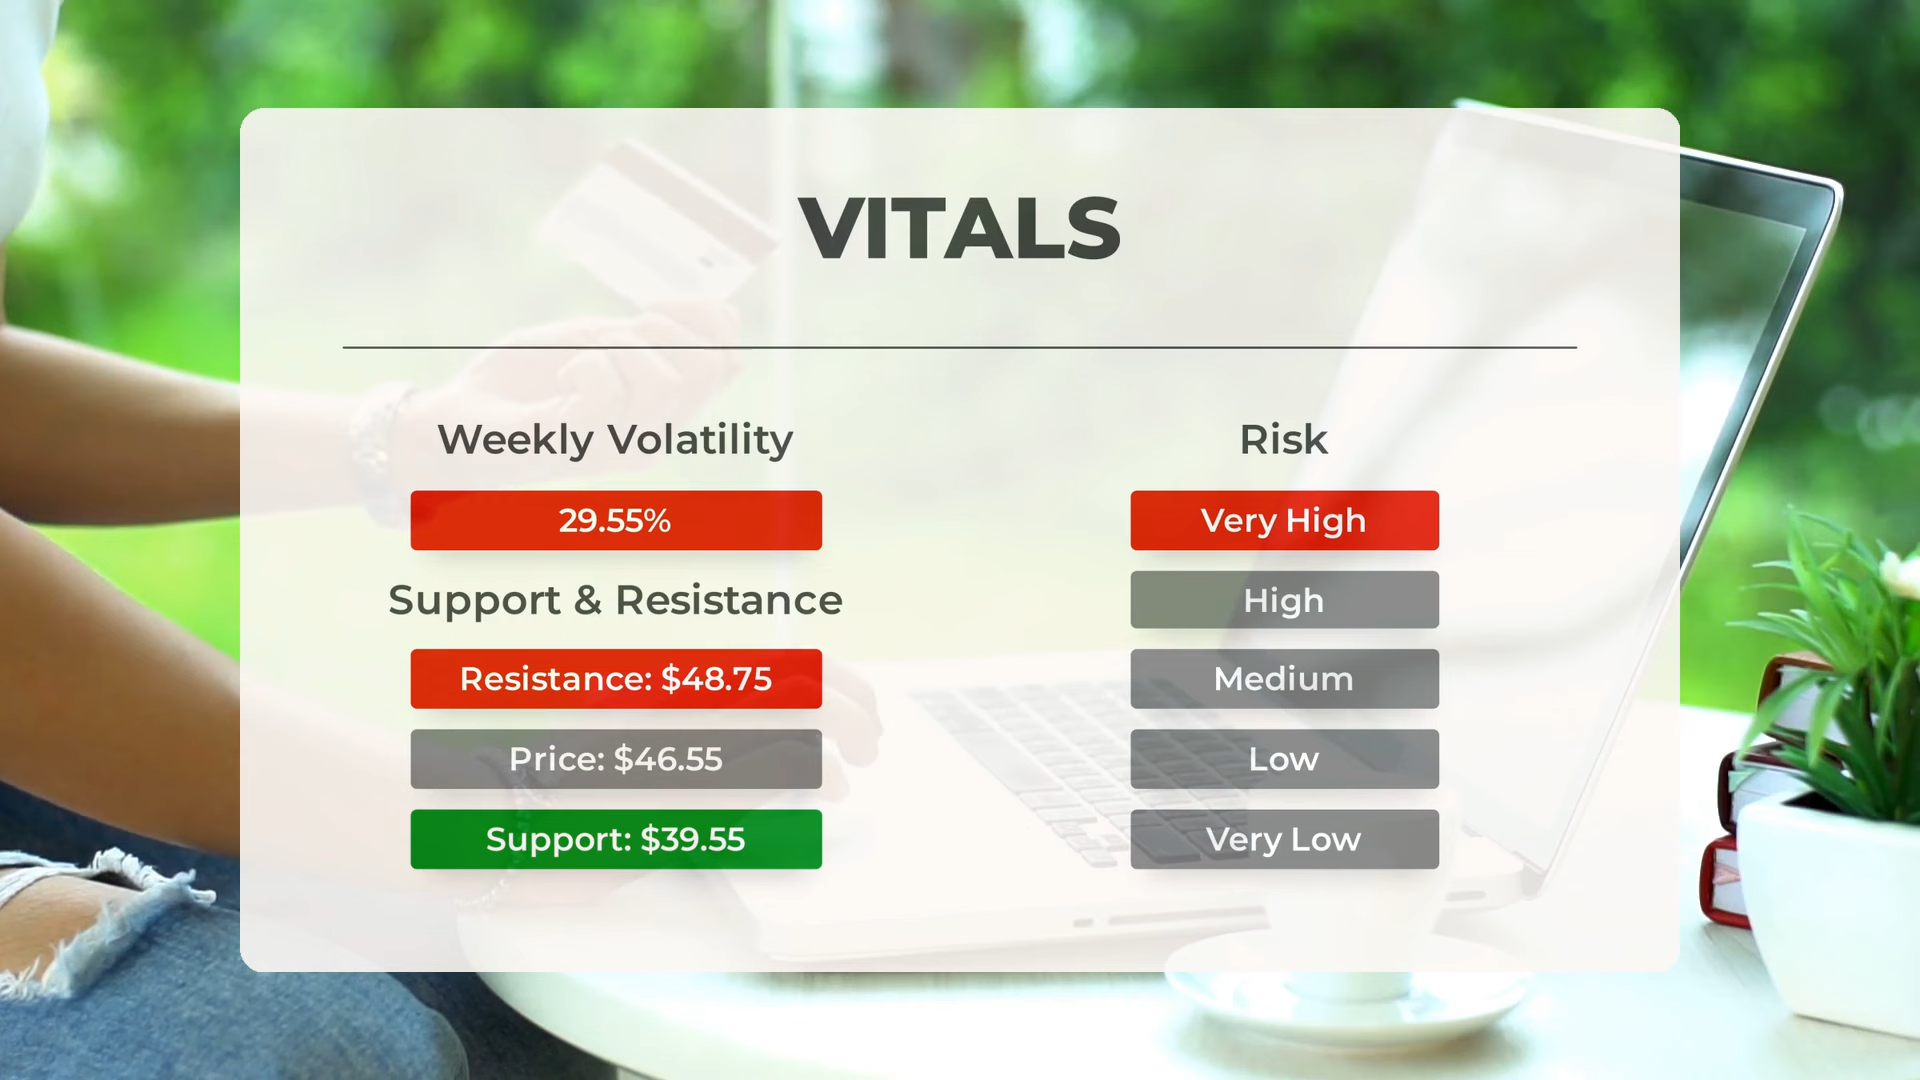 VITALS
Weekly Volatility
29.55%
Support & Resistance
Resistance: $48.75
Price: $46.55
Support: $39.55
Risk
Very High
High
Medium
Low
Very Low